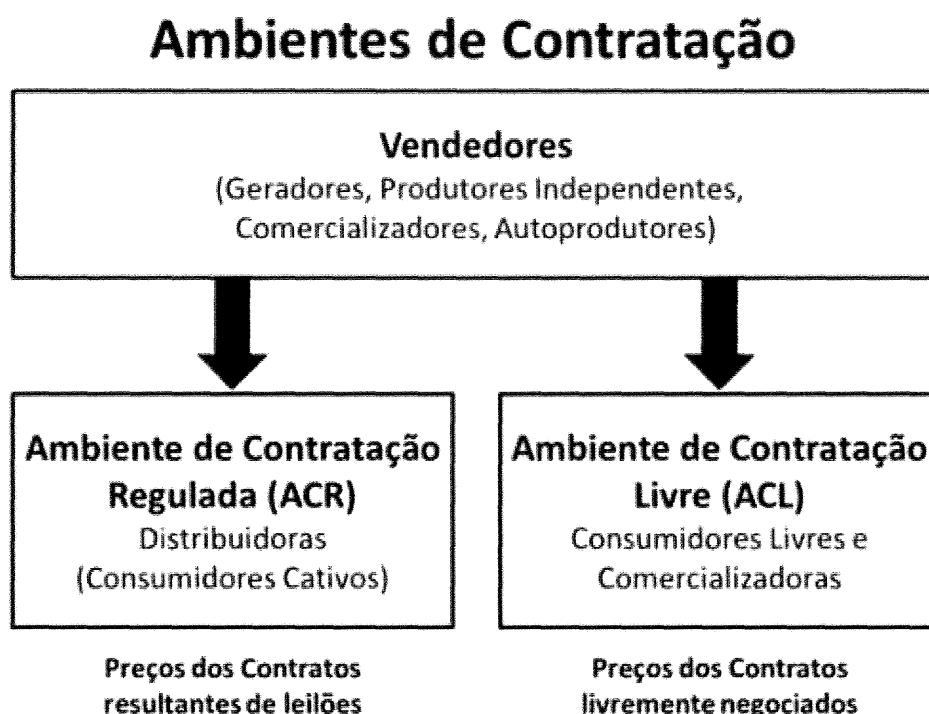 Ambientes de Contratação
Vendedores
(Geradores, Produtores Independentes,
Comercializadores, Autoprodutores)
Ambiente de Contratação
Regulada (ACR)
Distribuidoras
(Consumidores Cativos)
Ambiente de Contratação
Livre (ACL)
Consumidores Livres e
Comercializadoras
Preços dos Contratos
resultantes de leilões
Preços dos Contratos
livremente negociados